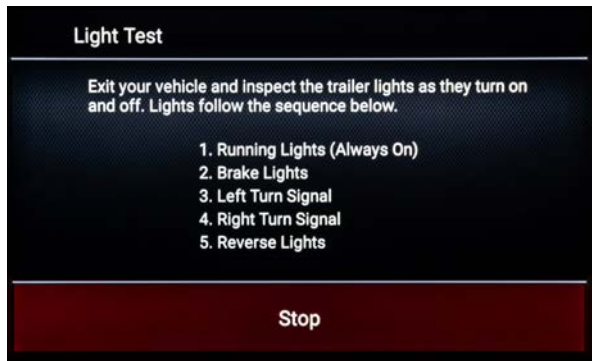 Light Test
Exit your vehicle and inspect the trailer lights as they turn on
and off. Lights follow the sequence below.
1. Running Lights (Always On)
2. Brake Lights
3. Left Turn Signal
4. Right Turn Signal
5. Reverse Lights
Stop